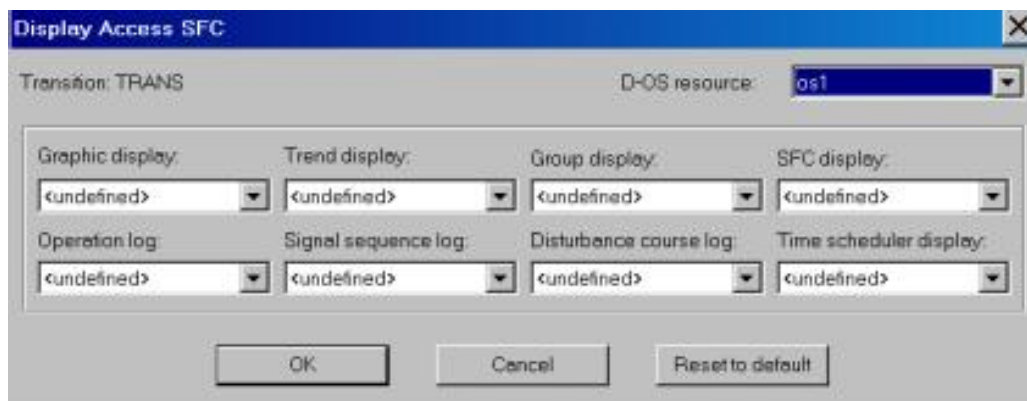 Display Access SFC
Transition: TRANS D-OS resource: os1
Graphic display: Trend display: Group display: SFC display:
<undefined> <undefined> <undefined> <undefined>
Operation log: Signal sequence log: Disturbance course log: Time scheduler display:
<undefined> <undefined> <undefined> <undefined>
OK Cancel Reset to default